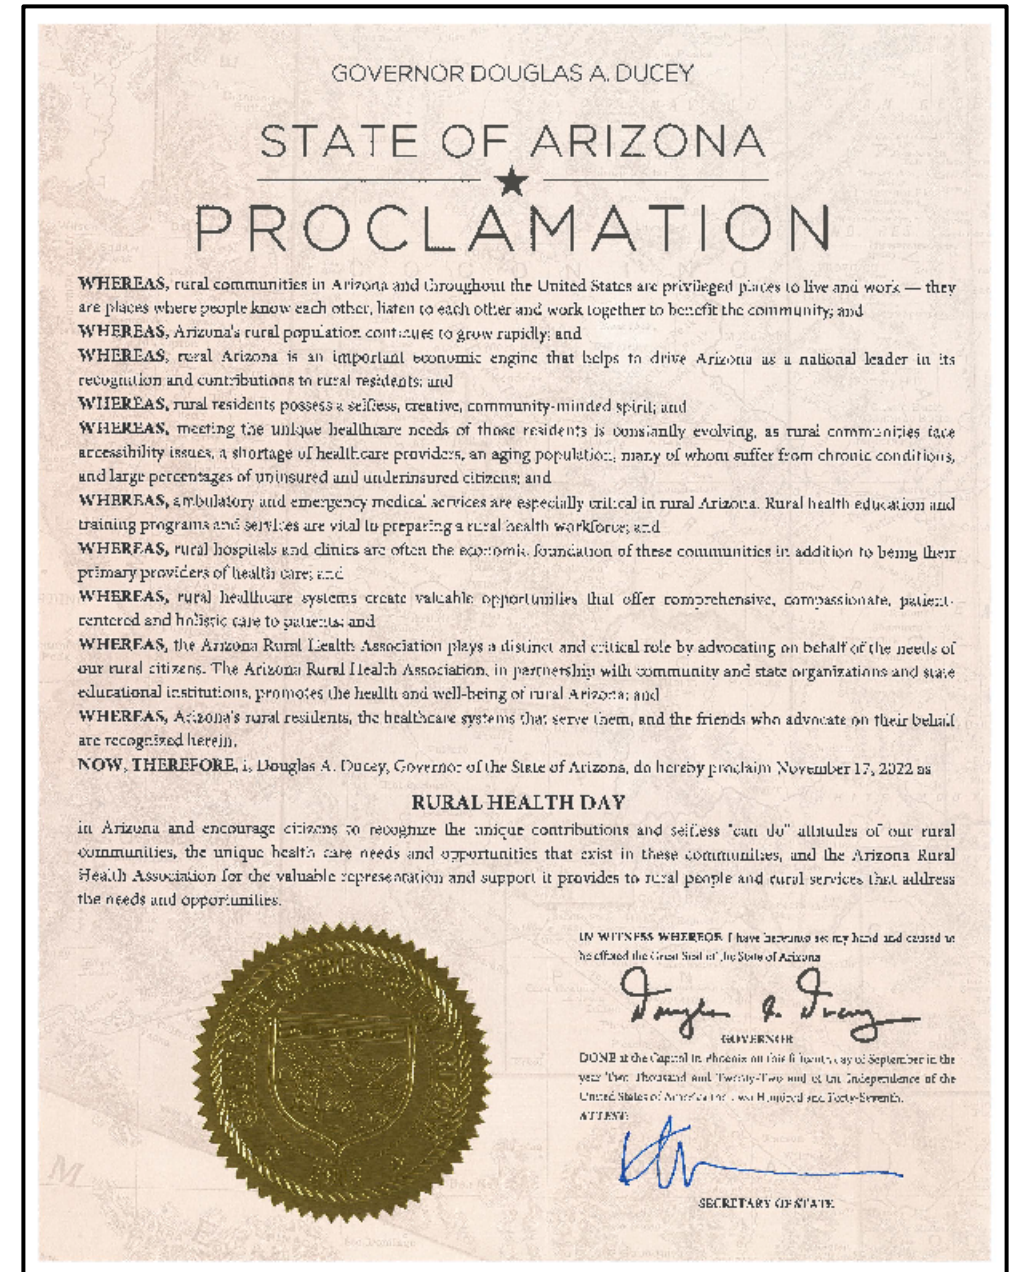 GOVERNOR DOUGLAS A. DUCEY
STATE OF ARIZONA
PROCLAMATION
WHEREAS, rural communities in Arizona and throughout the United States are privileged places to live and work — they
are places where people know each other, listen to each other and work together to benefit the community; and
WHEREAS, Arizona's rural population continues to grow rapidly; and
WHEREAS, rural Arizona is an important economic engine that helps to drive Arizona as a national leader in its
recognition and contributions to rural residents; and
WHEREAS, rural residents possess a selfless, creative, community-minded spirit; and
WHEREAS, meeting the unique healthcare needs of those residents is constantly evolving, as rural communities face
accessibility issues, a shortage of healthcare providers, an aging population, many of whom suffer from chronic conditions,
and large percentages of uninsured and underinsured citizens; and
WHEREAS, ambulatory and emergency medical services are especially critical in rural Arizona. Rural health education and
training programs and services are vital to preparing a rural health workforce; and
WHEREAS, rural hospitals and clinics are often the economic foundation of these communities in addition to being their
primary providers of health care; and
WHEREAS, rural healthcare systems create valuable opportunities that offer comprehensive, compassionate, patient-
centered and holistic care to patients; and
WHEREAS, the Arizona Rural Health Association plays a distinct and critical role by advocating on behalf of the needs of
our rural citizens. The Arizona Rural Health Association, in partnership with community and state organizations and state
educational institutions, promotes the health and well-being of rural Arizona; and
WHEREAS, Arizona's rural residents, the healthcare systems that serve them, and the friends who advocate on their behalf
are recognized herein.
NOW, THEREFORE, I, Douglas A. Ducey, Governor of the State of Arizona, do hereby proclaim November 17, 2022 as
RURAL HEALTH DAY
in Arizona and encourage citizens to recognize the unique contributions and selfless "can do" attitudes of our rural
communities, the unique health care needs and opportunities that exist in these communities, and the Arizona Rural
Health Association for the valuable representation and support it provides to rural people and rural services that address
the needs and opportunities.
IN WITNESS WHEREOF, I have hereunto set my hand and caused to
be affixed the Great Seal of the State of Arizona
Douglas A. Ducey
GOVERNOR
DONE at the Capitol in Phoenix on this fifteenth day of September in the
year Two Thousand and Twenty-Two and of the Independence of the
United States of America the Two Hundred and Forty-Seventh.
ATTEST:
SECRETARY OF STATE